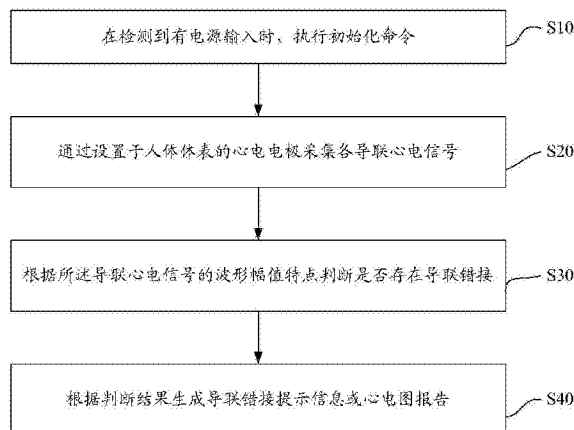 在检测到有电源输入时、执行初始化命令
S10
通过设置于人体体表的心电电极采集各导联心电信号
S20
根据所述导联心电信号的波形幅值特点判断是否存在导联错接
S30
根据判断结果生成导联错接提示信息或心电图报告
S40